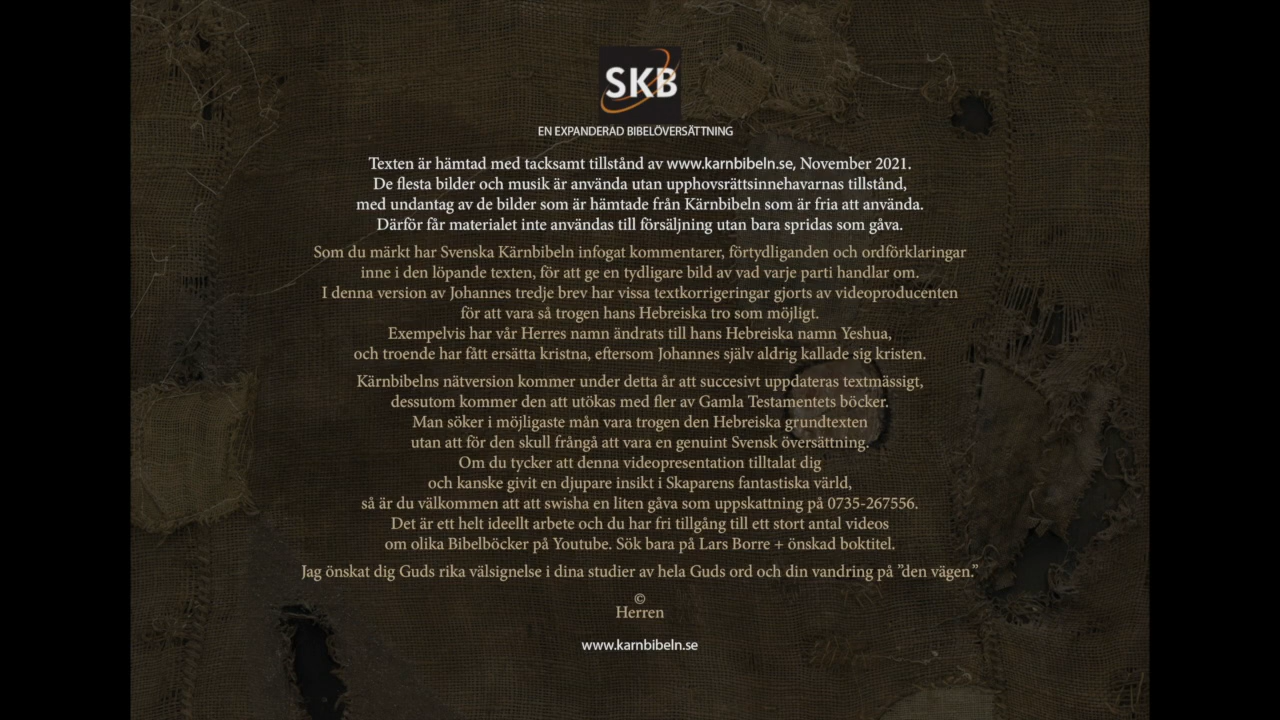 SKB
EN EXPANDERAD BIBELÖVERSÄTTNING
Texten är hämtad med tacksamt tillstånd av www.karnbibeln.se, November 2021.
De flesta bilder och musik är använda utan upphovsrättsinnehavarnas tillstånd,
med undantag av de bilder som är hämtade från Kärnbibeln som är fria att använda.
Därför får materialet inte användas till försäljning utan bara spridas som gåva.
Som du märkt har Svenska Kärnbibeln infogat kommentarer, förtydliganden och ordförklaringar
inne i den löpande texten, för att ge en tydligare bild av vad varje parti handlar om.
I denna version av Johannes tredje brev har vissa textkorrigeringar gjorts av videoproducenten
för att vara så trogen hans Hebreiska tro som möjligt.
Exempelvis har vår Herres namn ändrats till hans Hebreiska namn Yeshua,
och troende har fått ersätta kristna, eftersom Johannes själv aldrig kallade sig kristen.
Kärnbibelns nätversion kommer under detta år att succesivt uppdateras textmässigt,
dessutom kommer den att utökas med fler av Gamla Testamentets böcker.
Man söker i möjligaste mån vara trogen den Hebreiska grundtexten
utan att för den skull frångå att vara en genuint Svensk översättning.
Om du tycker att denna videopresentation tilltalat dig
och kanske givit en djupare insikt i Skaparens fantastiska värld,
så är du välkommen att att swisha en liten gåva som uppskattning på 0735-267556.
Det är ett helt ideellt arbete och du har fri tillgång till ett stort antal videos
om olika Bibelböcker på Youtube. Sök bara på Lars Borre + önskad boktitel.
Jag önskat dig Guds rika välsignelse i dina studier av hela Guds ord och din vandring på ”den vägen.”
©
Herren
www.karnbibeln.se